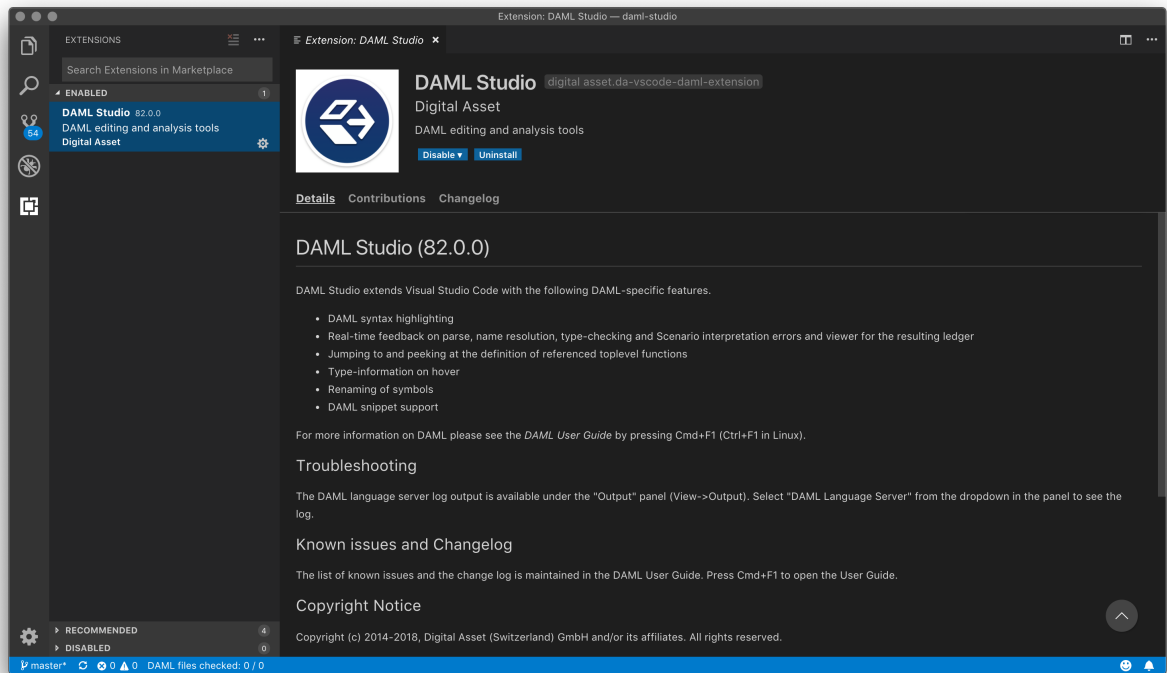 Extension: DAML Studio — daml-studio
EXTENSIONS
Extension: DAML Studio
Search Extensions in Marketplace
ENABLED 1
DAML Studio 82.0.0
DAML editing and analysis tools
Digital Asset
54
DAML Studio digital asset.da-vscode-daml-extension
Digital Asset
DAML editing and analysis tools
Disable Uninstall
Details Contributions Changelog
DAML Studio (82.0.0)
DAML Studio extends Visual Studio Code with the following DAML-specific features.
• DAML syntax highlighting
• Real-time feedback on parse, name resolution, type-checking and Scenario interpretation errors and viewer for the resulting ledger
• Jumping to and peeking at the definition of referenced toplevel functions
• Type-information on hover
• Renaming of symbols
• DAML snippet support
For more information on DAML please see the DAML User Guide by pressing Cmd+F1 (Ctrl+F1 in Linux).
Troubleshooting
The DAML language server log output is available under the "Output" panel (View->Output). Select "DAML Language Server" from the dropdown in the panel to see the
log.
Known issues and Changelog
The list of known issues and the change log is maintained in the DAML User Guide. Press Cmd+F1 to open the User Guide.
Copyright Notice
Copyright (c) 2014-2018, Digital Asset (Switzerland) GmbH and/or its affiliates. All rights reserved.
RECOMMENDED 4
DISABLED 0
master* 0 0 DAML files checked: 0 / 0